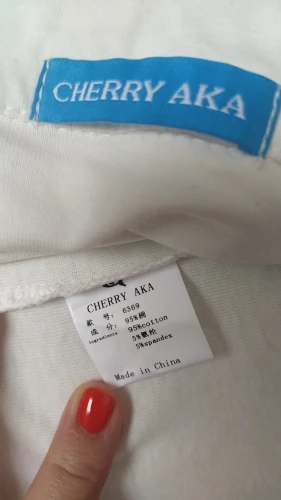 CHERRY AKA
CHERRY AKA
款 号: 6369
成 分: 95%棉
Ingredients 95%cotton
5%氨纶
5%spandex
Made in China